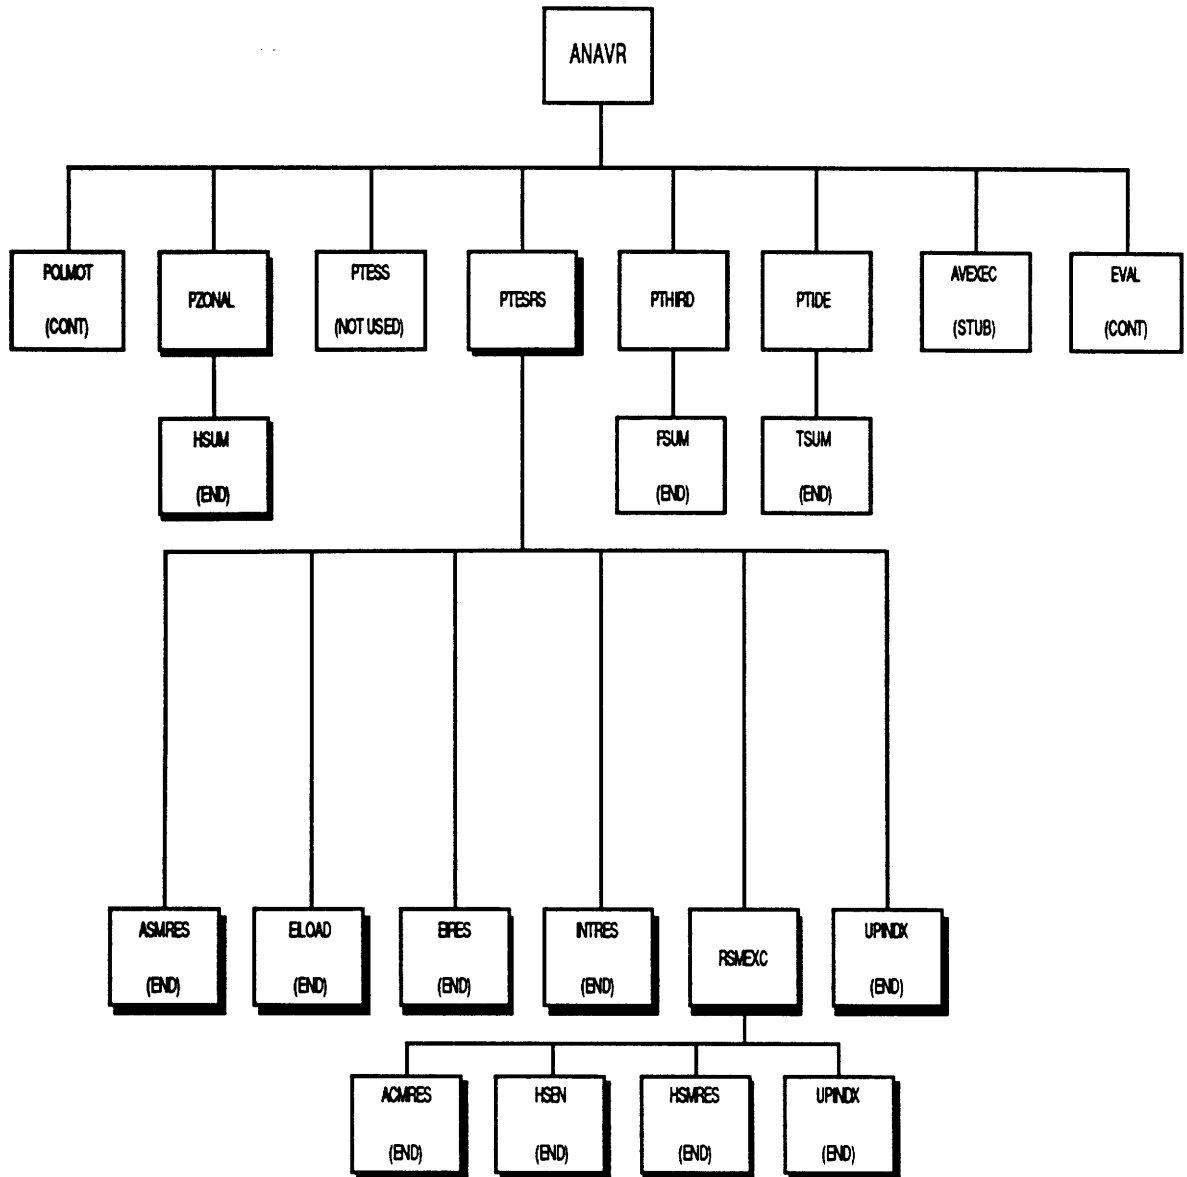 ANAVR
POLMOT
(CONT)
PZONAL
PTESS
(NOT USED)
PTESRS
PTHIRD
PTIDE
AVEXEC
(STUB)
EVAL
(CONT)
HSUM
(END)
FSUM
(END)
TSUM
(END)
ASMRES
(END)
EILOAD
(END)
EIRES
(END)
INTRES
(END)
RSMEXC
UPINDX
(END)
ACMRES
(END)
HSEN
(END)
HSMRES
(END)
UPINDX
(END)